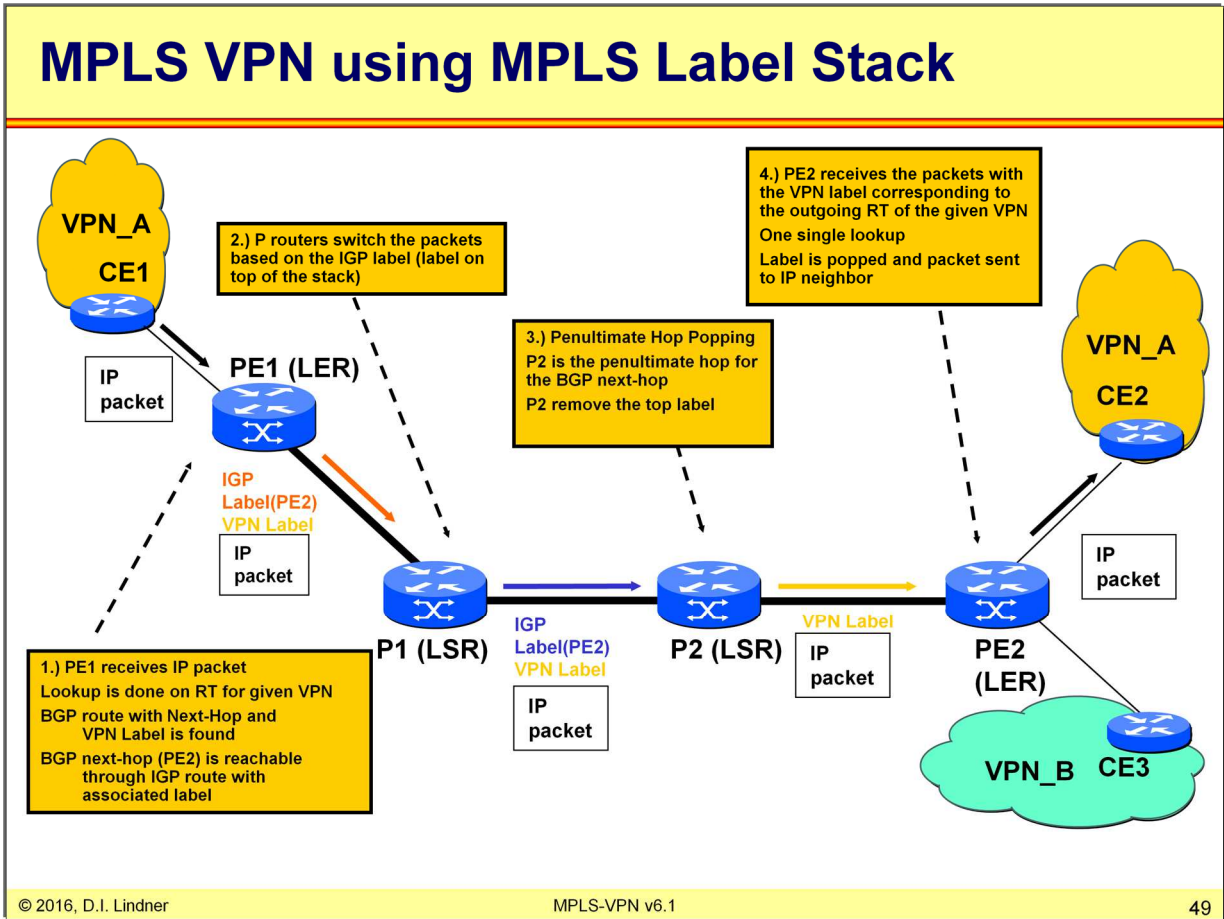 MPLS VPN using MPLS Label Stack
VPN_A
CE1
IP
packet
PE1 (LER)
2.) P routers switch the packets
based on the IGP label (label on
top of the stack)
3.) Penultimate Hop Popping
P2 is the penultimate hop for
the BGP next-hop
P2 remove the top label
4.) PE2 receives the packets with
the VPN label corresponding to
the outgoing RT of the given VPN
One single lookup
Label is popped and packet sent
to IP neighbor
VPN_A
CE2
IP
packet
IGP
Label(PE2)
VPN Label
IP
packet
P1 (LSR)
IGP
Label(PE2)
VPN Label
IP
packet
P2 (LSR)
VPN Label
IP
packet
PE2
(LER)
1.) PE1 receives IP packet
Lookup is done on RT for given VPN
BGP route with Next-Hop and
VPN Label is found
BGP next-hop (PE2) is reachable
through IGP route with
associated label
VPN_B
CE3
© 2016, D.I. Lindner
MPLS-VPN v6.1
49